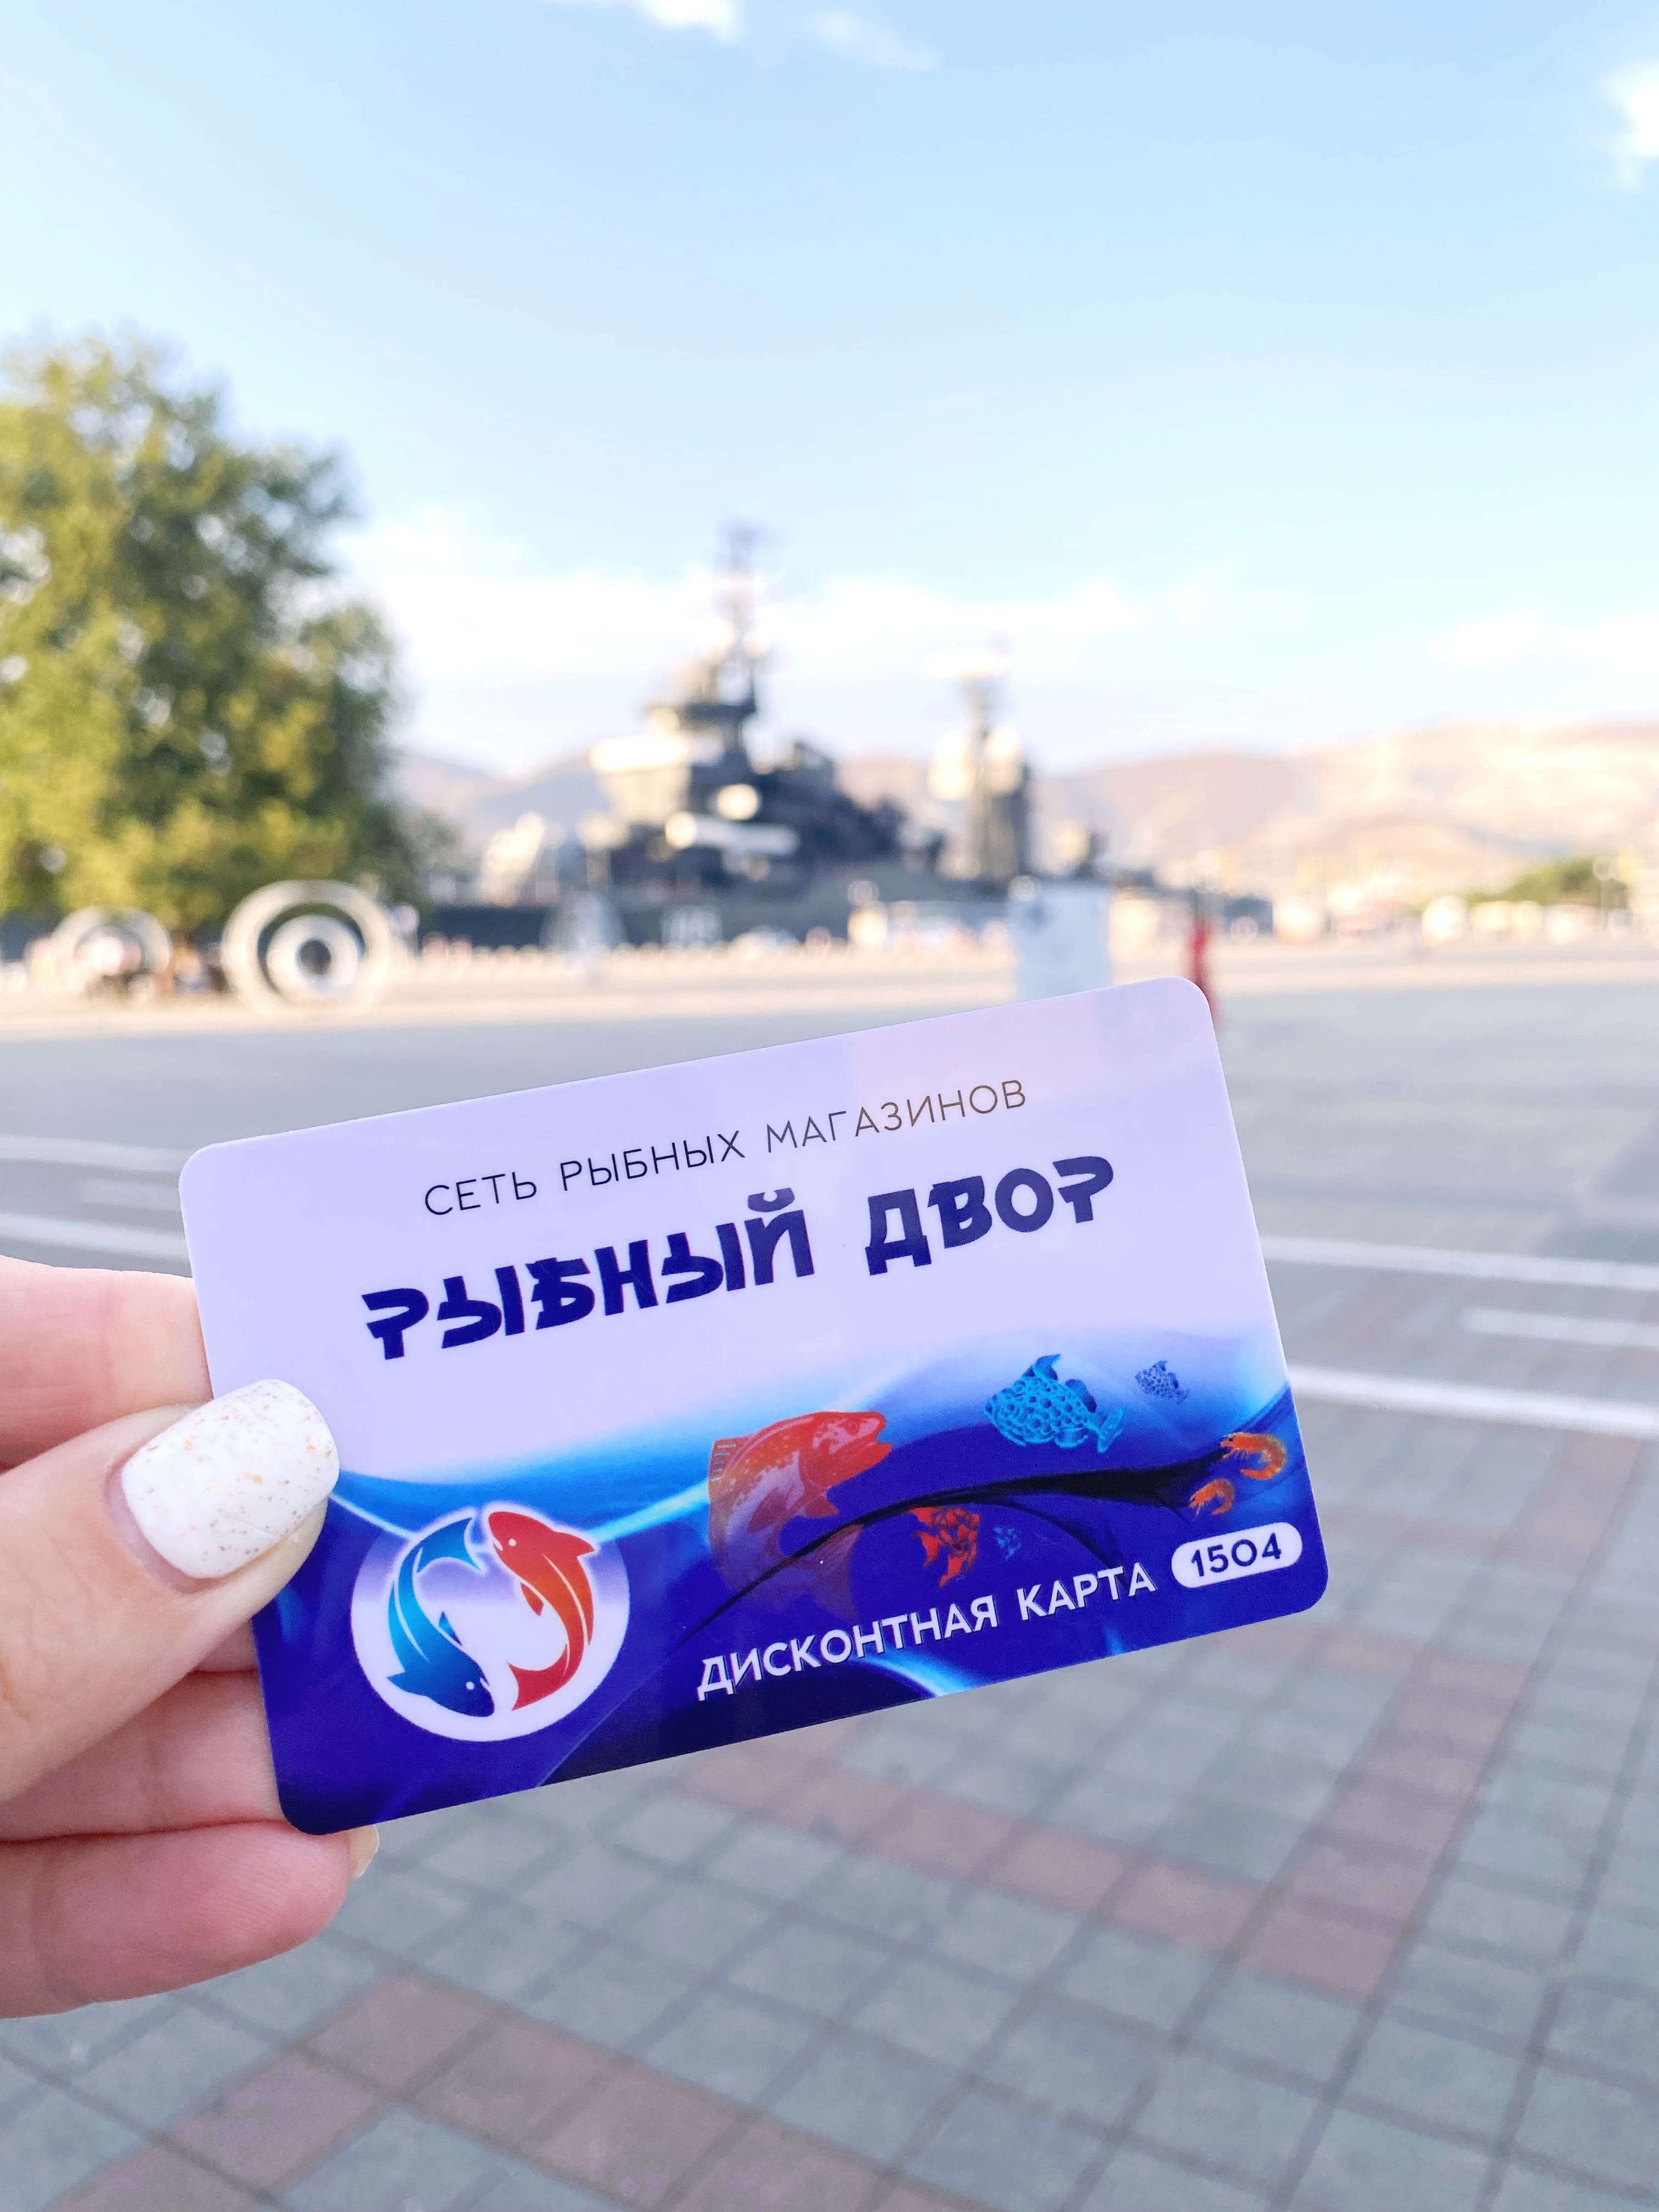 СЕТЬ РЫБНЫХ МАГАЗИНОВ
РЫБНЫЙ ДВОР
ДИСКОНТНАЯ КАРТА 1504